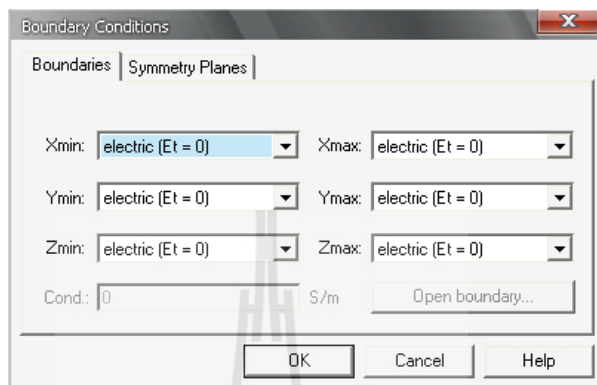 Boundary Conditions
Boundaries Symmetry Planes
Xmin: electric (Et = 0) Xmax: electric (Et = 0)
Ymin: electric (Et = 0) Ymax: electric (Et = 0)
Zmin: electric (Et = 0) Zmax: electric (Et = 0)
Cond.: 0 S/m Open boundary...
OK Cancel Help